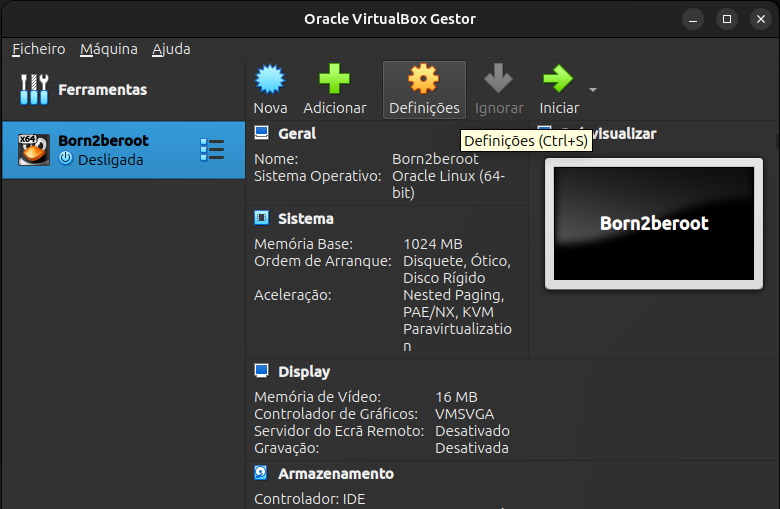 Oracle VirtualBox Gestor
Ficheiro Máquina Ajuda
Ferramentas
Nova Adicionar Definições Ignorar Iniciar
x64
Born2beroot
Desligada
Geral
Nome: Born2beroot
Sistema Operativo: Oracle Linux (64-
bit)
Definições (Ctrl+S)
visualizar
Born2beroot
Sistema
Memória Base: 1024 MB
Ordem de Arranque: Disquete, Ótico,
Disco Rígido
Aceleração: Nested Paging,
PAE/NX, KVM
Paravirtualizatio
n
Display
Memória de Vídeo: 16 MB
Controlador de Gráficos: VMSVGA
Servidor do Ecrã Remoto: Desativado
Gravação: Desativada
Armazenamento
Controlador: IDE